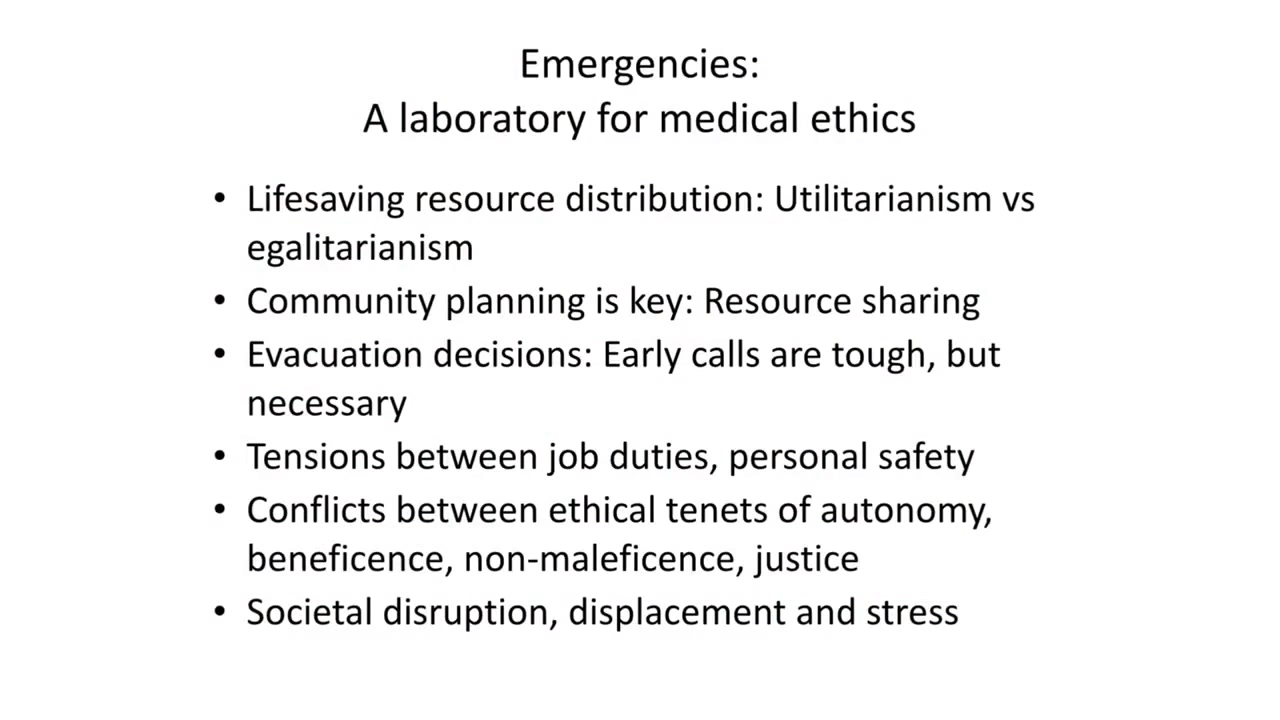 Emergencies:
A laboratory for medical ethics
• Lifesaving resource distribution: Utilitarianism vs
egalitarianism
• Community planning is key: Resource sharing
• Evacuation decisions: Early calls are tough, but
necessary
• Tensions between job duties, personal safety
• Conflicts between ethical tenets of autonomy,
beneficence, non-maleficence, justice
• Societal disruption, displacement and stress